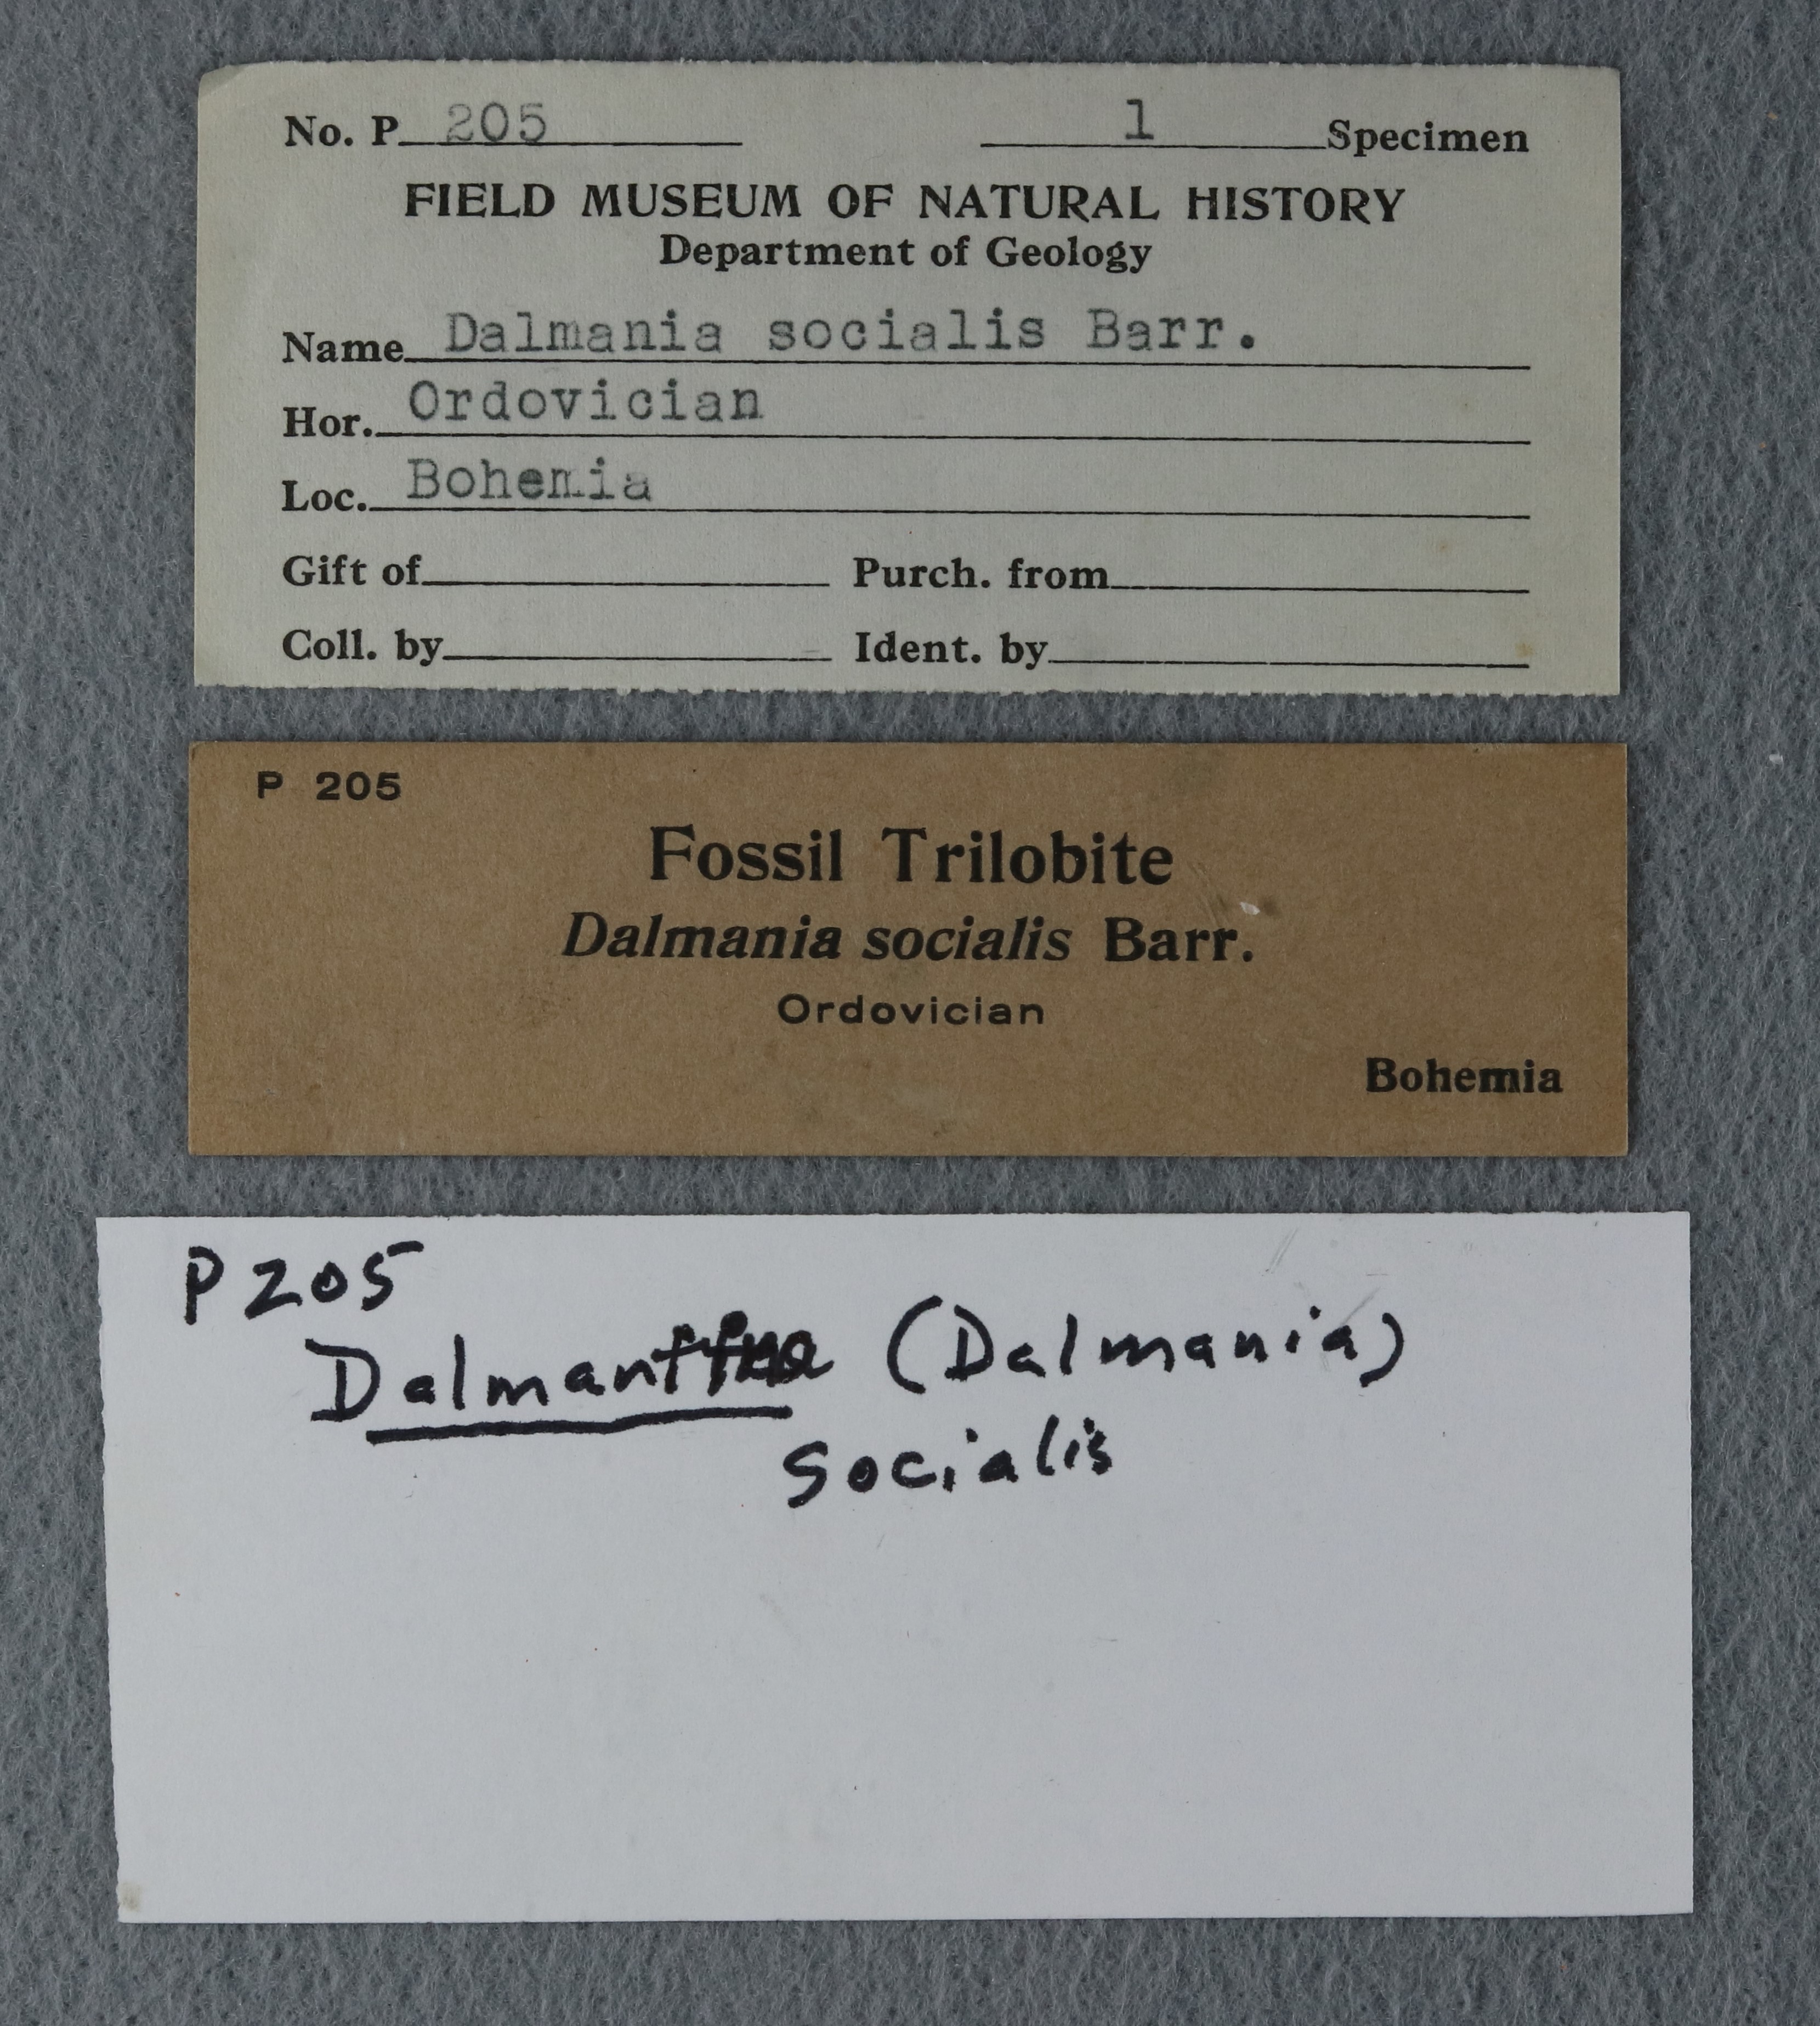 No. P 205 1 Specimen
FIELD MUSEUM OF NATURAL HISTORY
Department of Geology
Name Dalmania socialis Barr.
Hor. Ordovician
Loc. Bohemia
Gift of Purch. from
Coll. by Ident. by
P 205
Fossil Trilobite
Dalmania socialis Barr.
Ordovician
Bohemia
P205
(Dalmania)
socialis